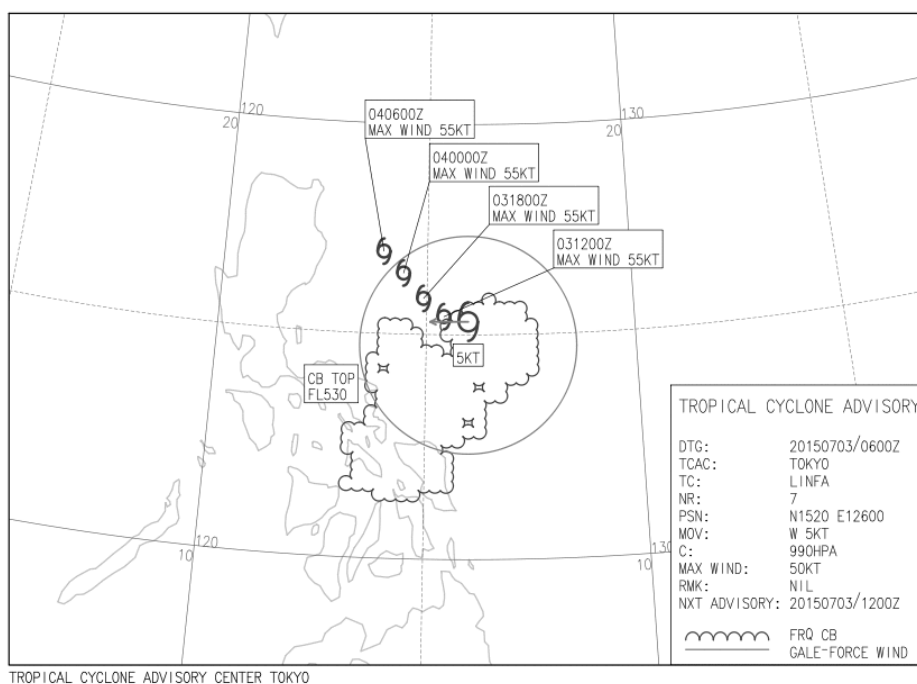 120
20
130
20
040600Z
MAX WIND 55KT
040000Z
MAX WIND 55KT
031800Z
MAX WIND 55KT
031200Z
MAX WIND 55KT
5KT
CB TOP
FL530
120
10
130
10
TROPICAL CYCLONE ADVISORY
DTG: 20150703/0600Z
TCAC: TOKYO
TC: LINFA
NR: 7
PSN: N1520 E12600
MOV: W 5KT
C: 990HPA
MAX WIND: 50KT
RMK: NIL
NXT ADVISORY: 20150703/1200Z
FRQ CB
GALE-FORCE WIND
TROPICAL CYCLONE ADVISORY CENTER TOKYO